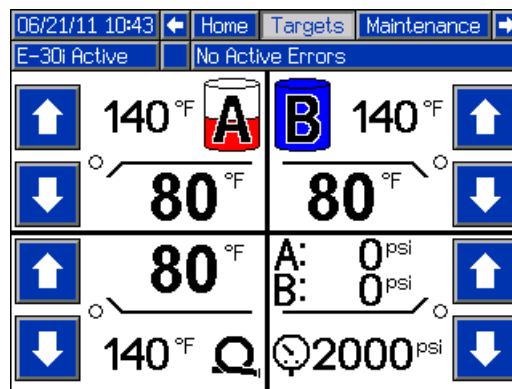 06/21/11 10:43 Home Targets Maintenance
E-30i Active No Active Errors
140 °F A B 140 °F
80 °F 80 °F
80 °F A: 0 psi
B: 0 psi
140 °F 2000 psi